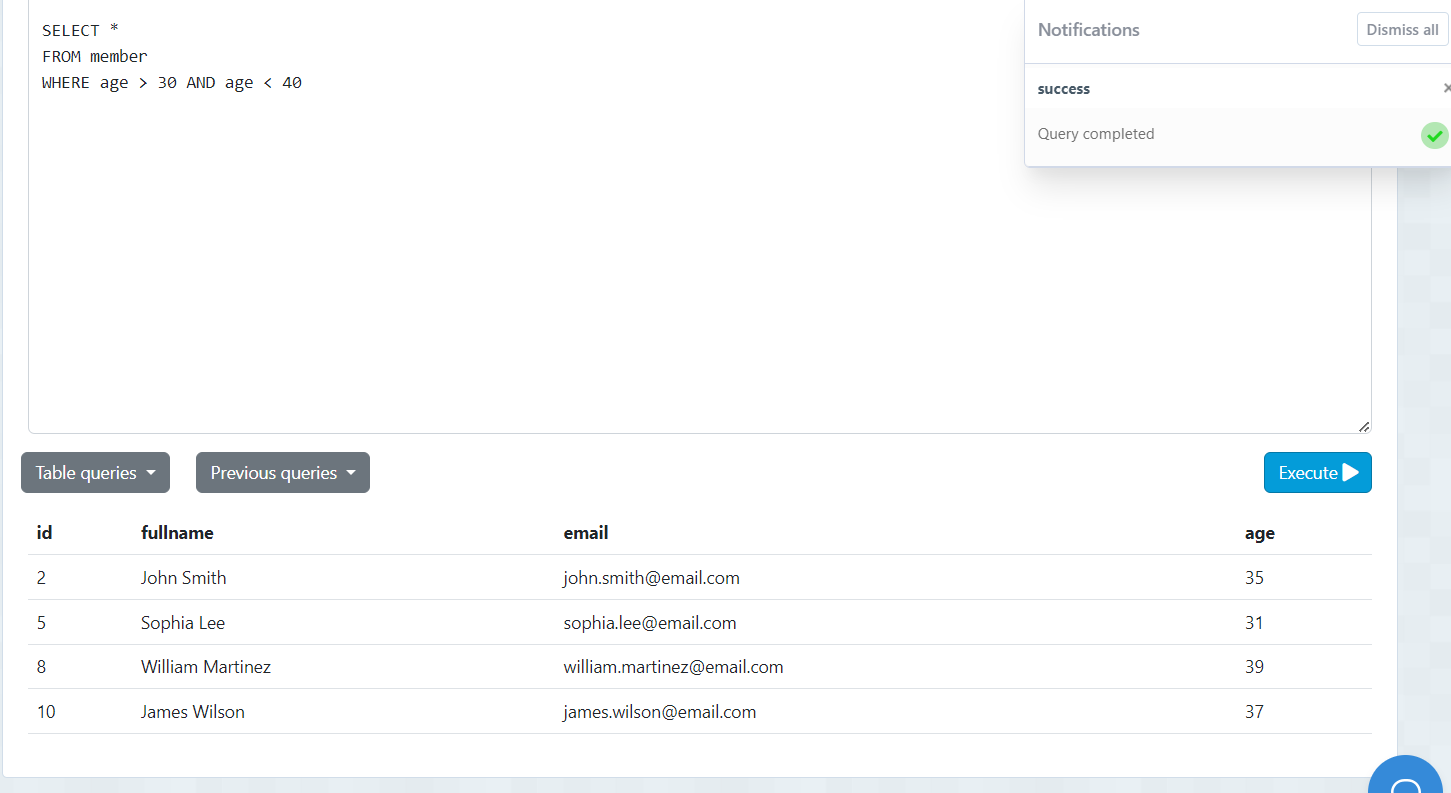 SELECT *
FROM member
WHERE age > 30 AND age < 40
Notifications Dismiss all
success ×
Query completed
Table queries Previous queries Execute
id fullname email age
2 John Smith john.smith@email.com 35
5 Sophia Lee sophia.lee@email.com 31
8 William Martinez william.martinez@email.com 39
10 James Wilson james.wilson@email.com 37